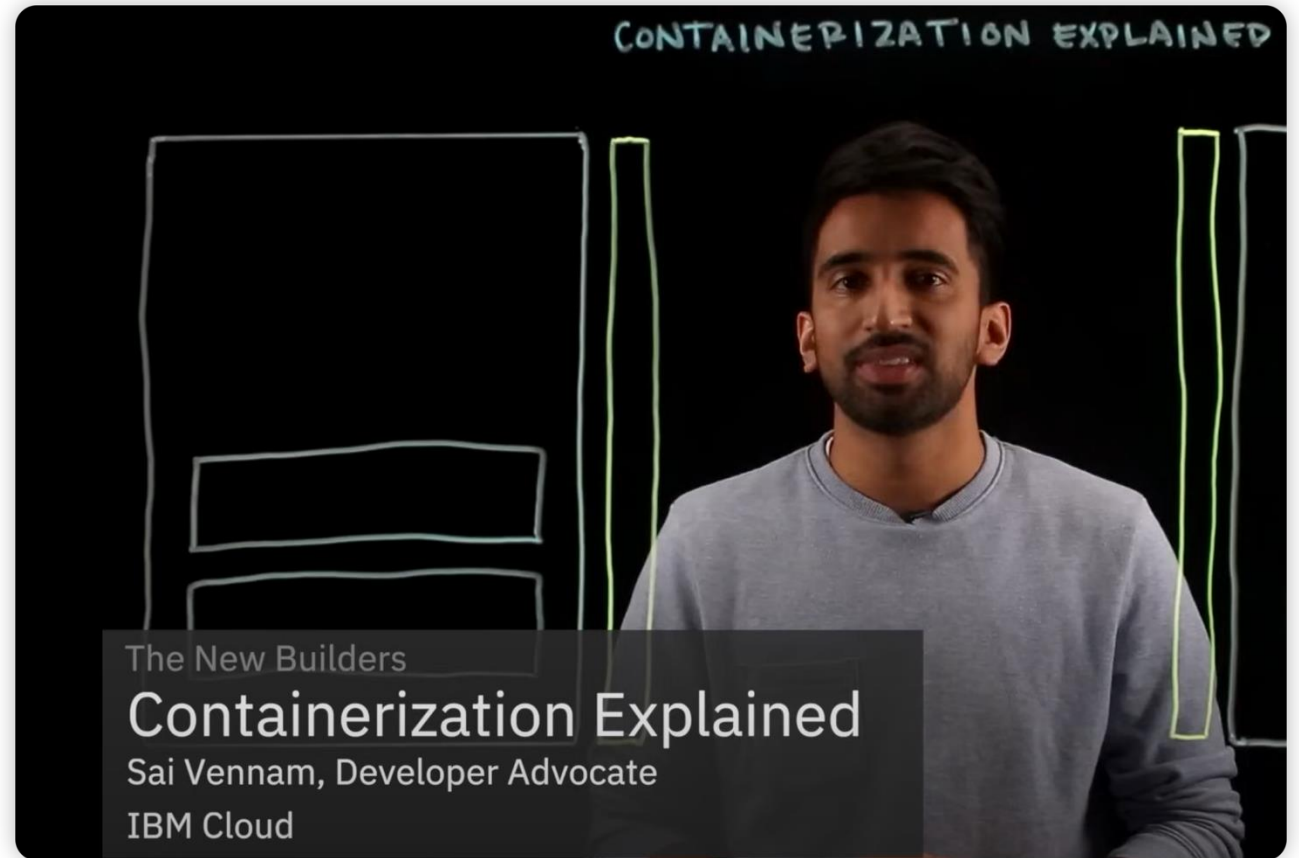 CONTAINERIZATION EXPLAINED
The New Builders
Containerization Explained
Sai Vennam, Developer Advocate
IBM Cloud